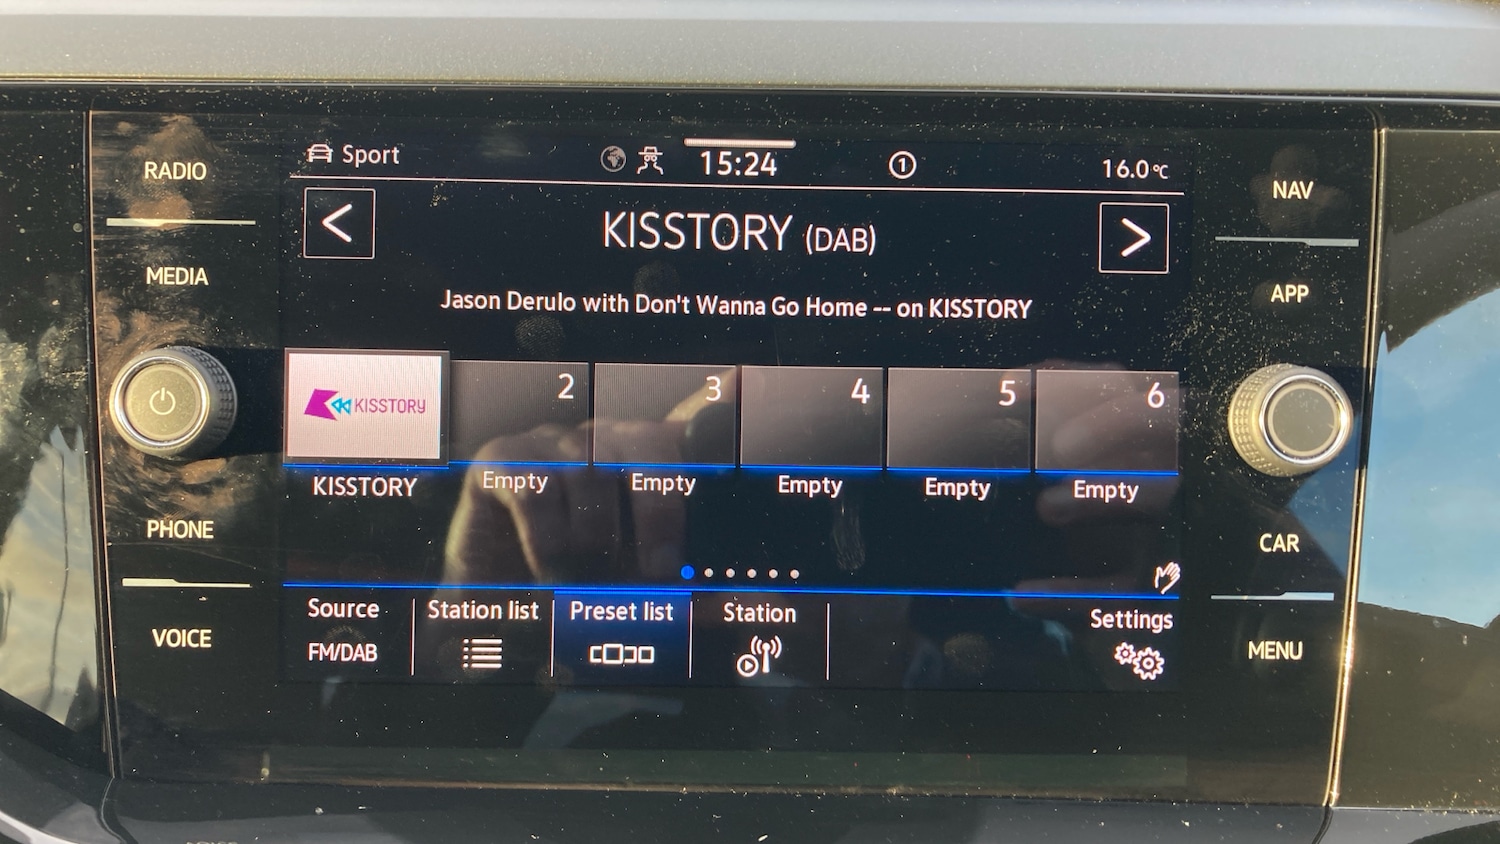 Sport
15:24
1
16.0°C
RADIO
NAV
<
KISSTORY (DAB)
>
MEDIA
APP
Jason Derulo with Don't Wanna Go Home -- on KISSTORY
KISSTORY
2
3
4
5
6
KISSTORY
Empty
Empty
Empty
Empty
Empty
PHONE
CAR
Source
Station list
Preset list
Station
Settings
FM/DAB
VOICE
MENU